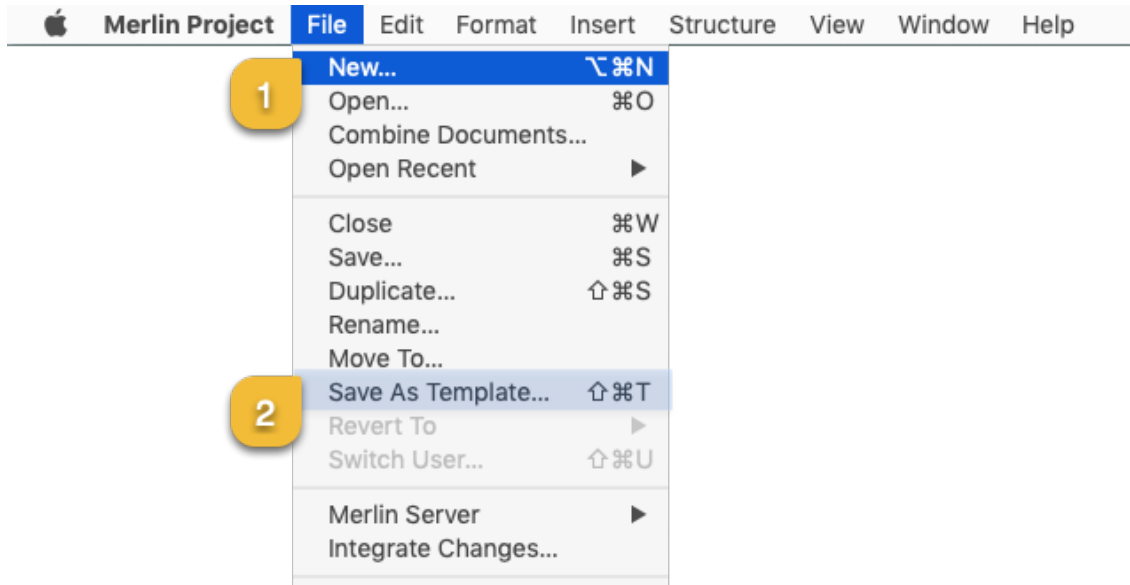 Merlin Project File Edit Format Insert Structure View Window Help
1
New... ⌥⌘N
Open... ⌘O
Combine Documents...
Open Recent ▶
Close ⌘W
Save... ⌘S
Duplicate... ⇧⌘S
Rename...
Move To...
2
Save As Template... ⇧⌘T
Revert To ▶
Switch User... ⇧⌘U
Merlin Server ▶
Integrate Changes...